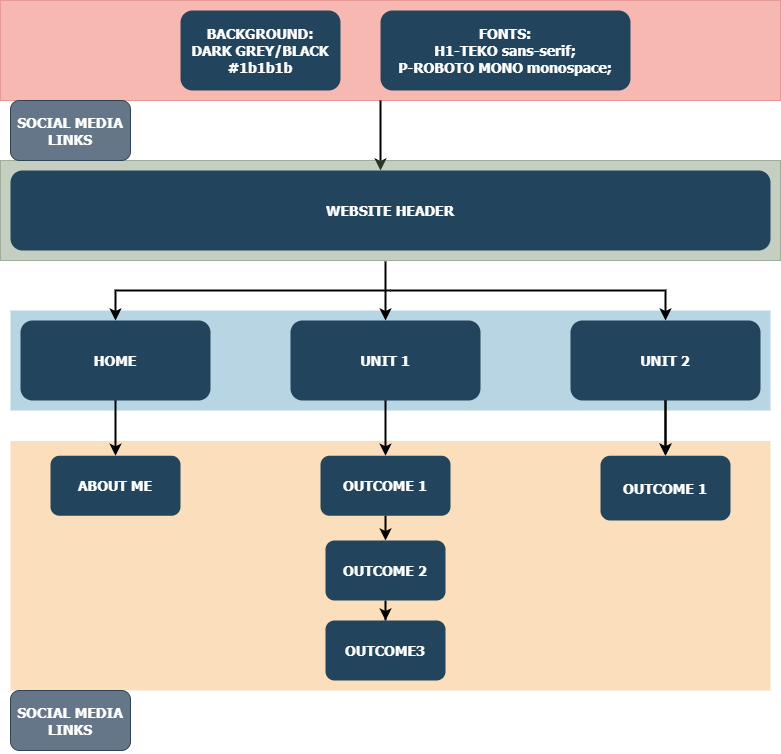 BACKGROUND:
DARK GREY/BLACK
#1b1b1b
FONTS:
H1-TEKO sans-serif;
P-ROBOTO MONO monospace;
SOCIAL MEDIA
LINKS
WEBSITE HEADER
HOME
UNIT 1
UNIT 2
ABOUT ME
OUTCOME 1
OUTCOME 1
OUTCOME 2
OUTCOME3
SOCIAL MEDIA
LINKS